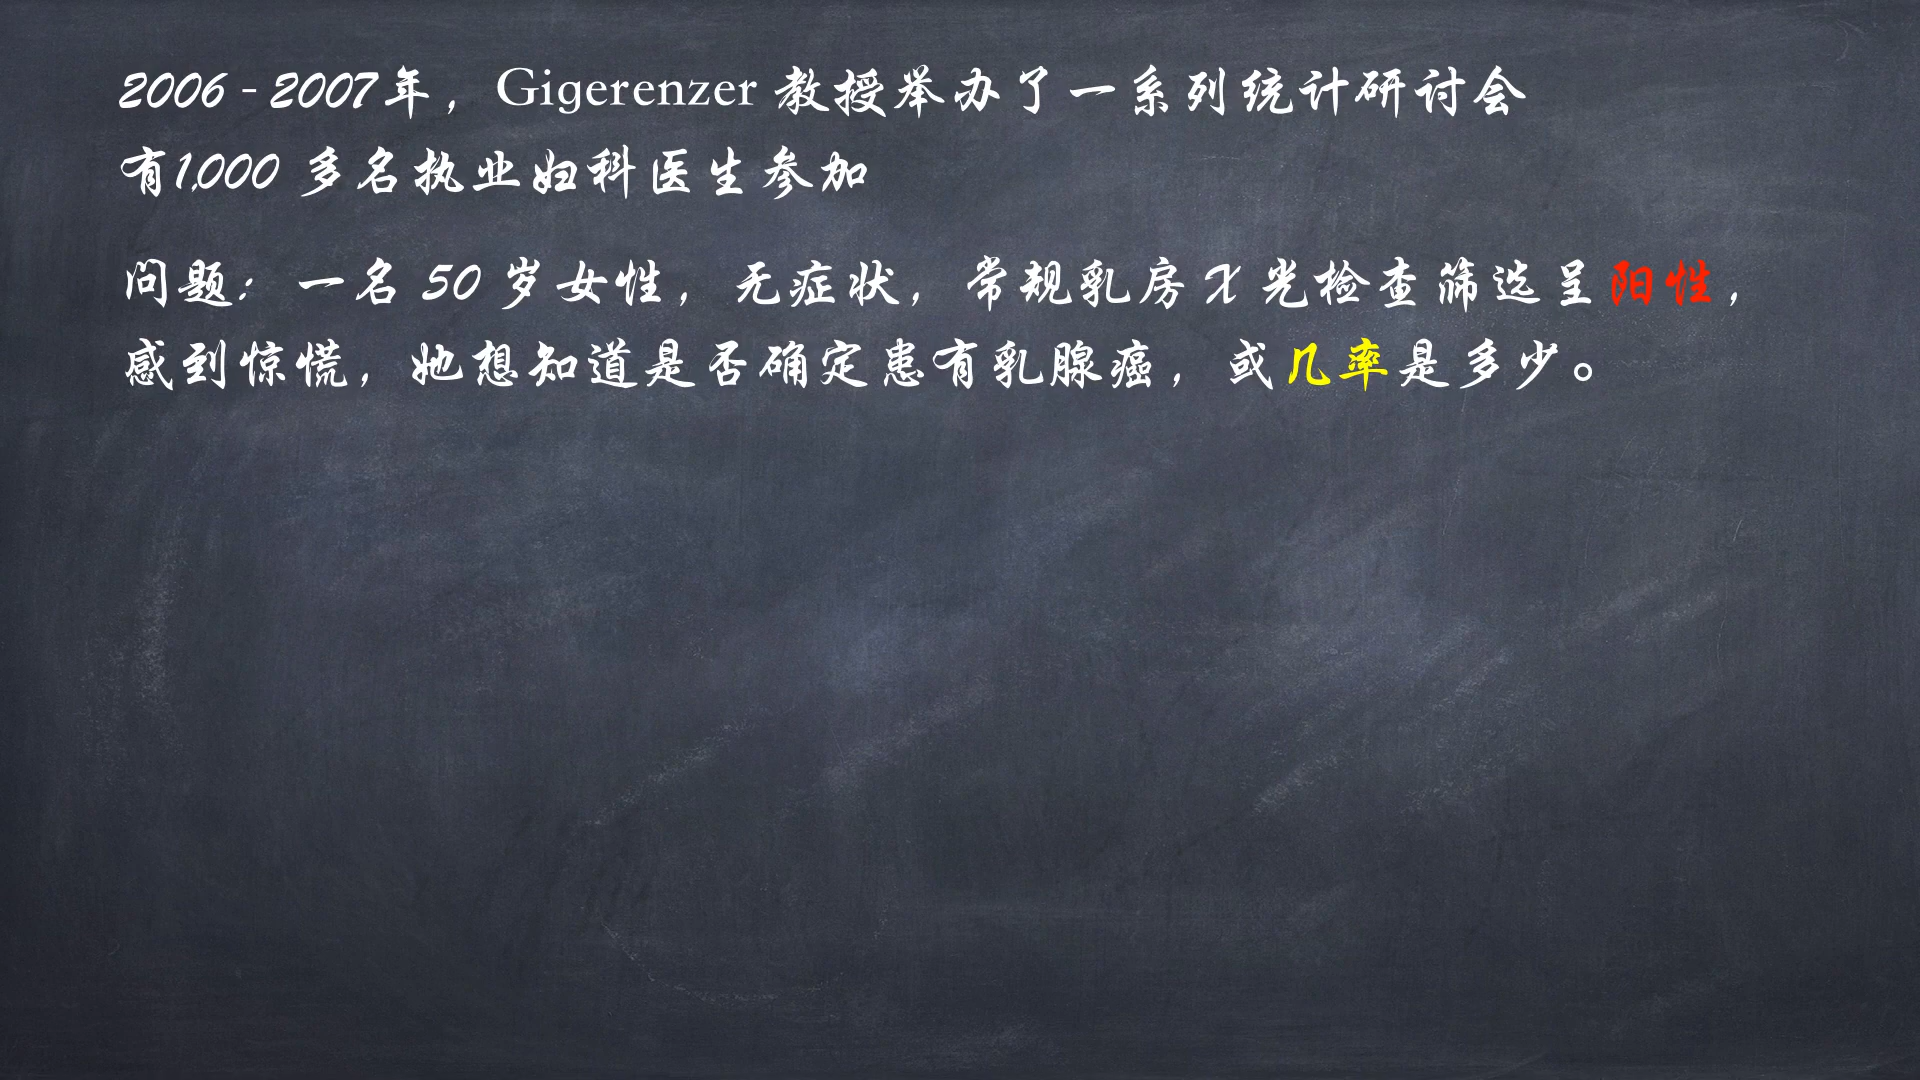 2006 - 2007年，Gigerenzer 教授举办了一系列统计研讨会
有1,000 多名执业妇科医生参加
问题：一名 50 岁女性，无症状，常规乳房 X 光检查筛选呈阳性，
感到惊慌，她想知道是否确定患有乳腺癌，或几率是多少。